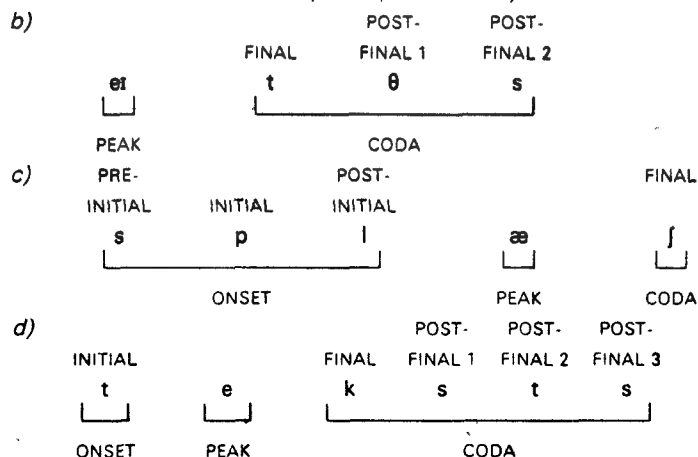 b) POST- POST-
FINAL FINAL 1 FINAL 2
eɪ t θ s
PEAK CODA
c) PRE- POST- FINAL
INITIAL INITIAL INITIAL
s p l æ ʃ
ONSET PEAK CODA
d) POST- POST- POST-
INITIAL FINAL FINAL 1 FINAL 2 FINAL 3
t e k s t s
ONSET PEAK CODA